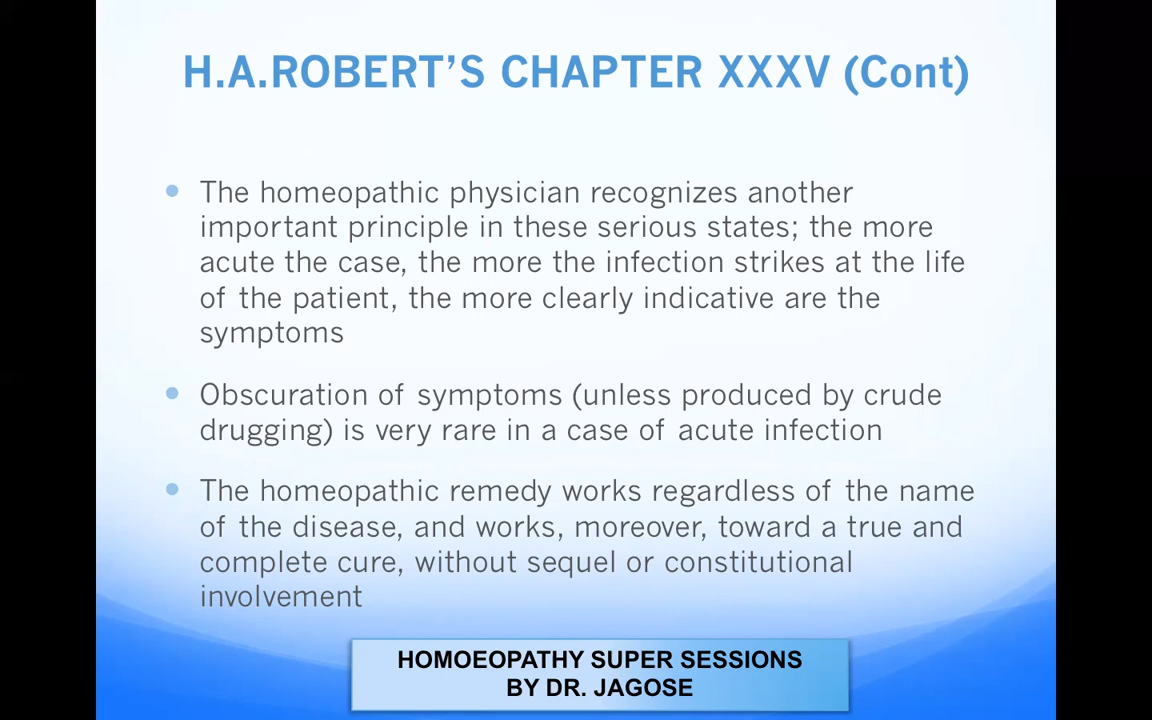 H.A.ROBERT’S CHAPTER XXXV (Cont)
• The homeopathic physician recognizes another
important principle in these serious states; the more
acute the case, the more the infection strikes at the life
of the patient, the more clearly indicative are the
symptoms
• Obscuration of symptoms (unless produced by crude
drugging) is very rare in a case of acute infection
• The homeopathic remedy works regardless of the name
of the disease, and works, moreover, toward a true and
complete cure, without sequel or constitutional
involvement
HOMOEOPATHY SUPER SESSIONS
BY DR. JAGOSE